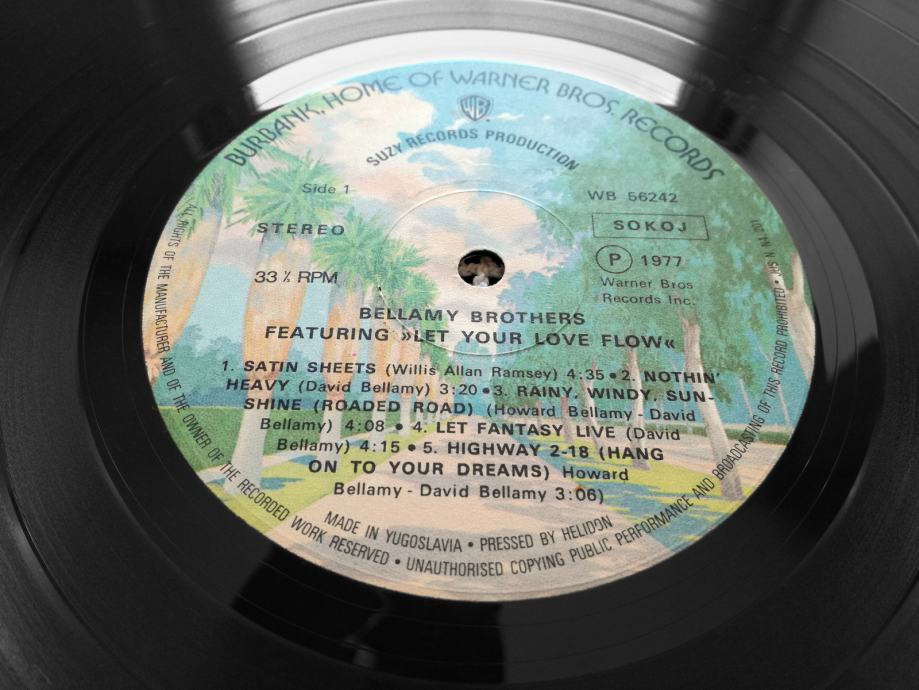 BURBANK, HOME OF WARNER BROS. RECORDS
WB
SUZY RECORDS PRODUCTION
Side 1
WB 56242
STEREO
SOKOJ
P 1977
33 ⅓ RPM
Warner Bros
Records Inc.
BELLAMY BROTHERS
FEATURING »LET YOUR LOVE FLOW«
1. SATIN SHEETS (Willis Allan Ramsey) 4:35 • 2. NOTHIN'
HEAVY (David Bellamy) 3:20 • 3. RAINY, WINDY, SUN-
SHINE (ROADED ROAD) (Howard Bellamy - David
Bellamy) 4:08 • 4. LET FANTASY LIVE (David
Bellamy) 4:15 • 5. HIGHWAY 2-18 (HANG
ON TO YOUR DREAMS) Howard
Bellamy - David Bellamy 3:06)
MADE IN YUGOSLAVIA • PRESSED BY HELIDON
ALL RIGHTS OF THE MANUFACTURER AND OF THE OWNER OF THE RECORDED WORK RESERVED • UNAUTHORISED COPYING PUBLIC PERFORMANCE AND BROADCASTING OF THIS RECORD PROHIBITED •